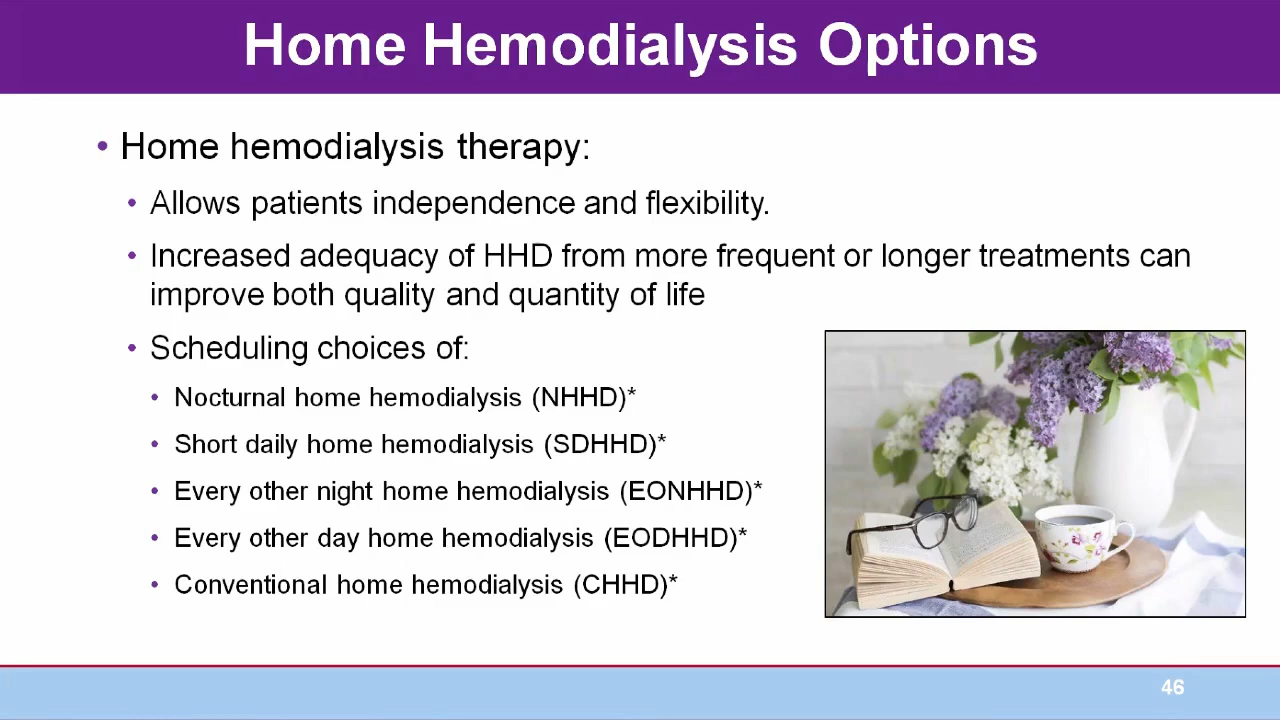 Home Hemodialysis Options
• Home hemodialysis therapy:
• Allows patients independence and flexibility.
• Increased adequacy of HHD from more frequent or longer treatments can
improve both quality and quantity of life
• Scheduling choices of:
• Nocturnal home hemodialysis (NHHD)*
• Short daily home hemodialysis (SDHHD)*
• Every other night home hemodialysis (EONHHD)*
• Every other day home hemodialysis (EODHHD)*
• Conventional home hemodialysis (CHHD)*
46